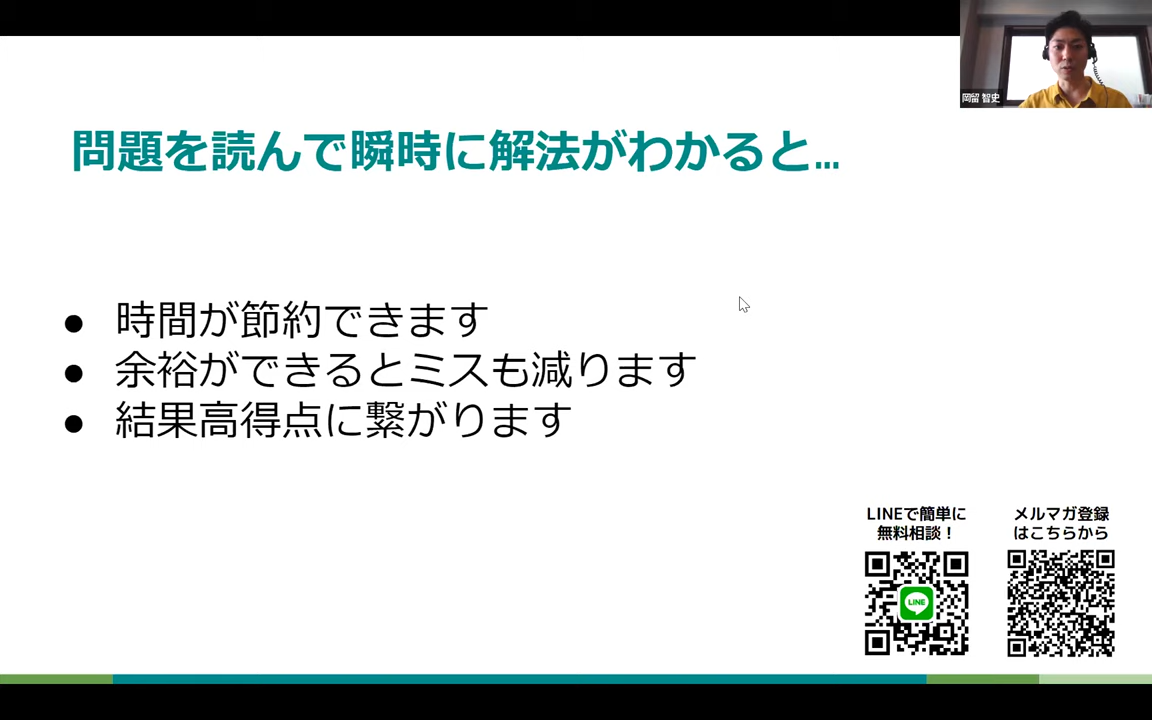 岡留 智史
問題を読んで瞬時に解法がわかると...
● 時間が節約できます
● 余裕ができるとミスも減ります
● 結果高得点に繋がります
LINEで簡単に
無料相談！
メルマガ登録
はこちらから
LINE